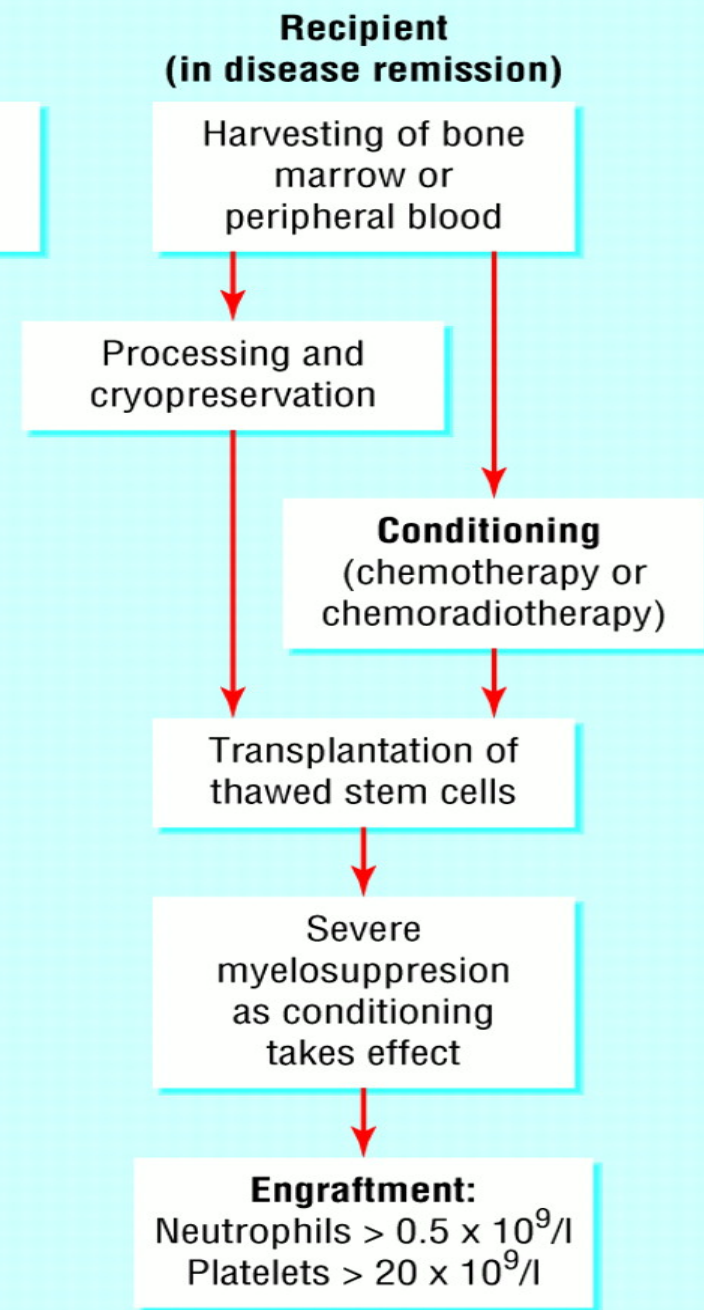 Recipient
(in disease remission)
Harvesting of bone
marrow or
peripheral blood
Processing and
cryopreservation
Conditioning
(chemotherapy or
chemoradiotherapy)
Transplantation of
thawed stem cells
Severe
myelosuppresion
as conditioning
takes effect
Engraftment:
Neutrophils > 0.5 x 10⁹/l
Platelets > 20 x 10⁹/l